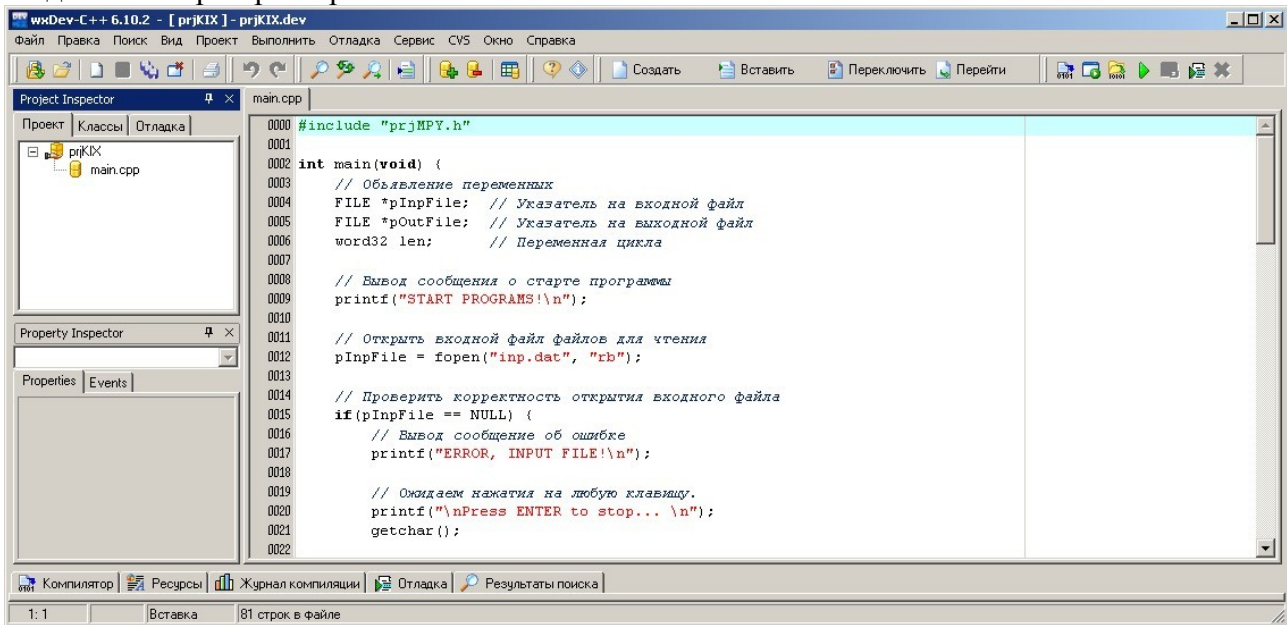 wxDev-C++ 6.10.2 - [ prjKIX ] - prjKIX.dev
Файл Правка Поиск Вид Проект Выполнить Отладка Сервис CVS Окно Справка
Создать Вставить Переключить Перейти
Project Inspector
main.cpp
Проект Классы Отладка
prjKIX
main.cpp
0000 #include "prjMPY.h"
0001
0002 int main(void) {
0003 // Объявление переменных
0004 FILE *pInpFile; // Указатель на входной файл
0005 FILE *pOutFile; // Указатель на выходной файл
0006 word32 len; // Переменная цикла
0007
0008 // Вывод сообщения о старте программы
0009 printf("START PROGRAMS!\n");
0010
0011 // Открыть входной файл файлов для чтения
0012 pInpFile = fopen("inp.dat", "rb");
0013
0014 // Проверить корректность открытия входного файла
0015 if(pInpFile == NULL) {
0016 // Вывод сообщение об ошибке
0017 printf("ERROR, INPUT FILE!\n");
0018
0019 // Ожидаем нажатия на любую клавишу.
0020 printf("\nPress ENTER to stop... \n");
0021 getchar();
0022
Property Inspector
Properties Events
Компилятор Ресурсы Журнал компиляции Отладка Результаты поиска
1: 1 Вставка 81 строк в файле